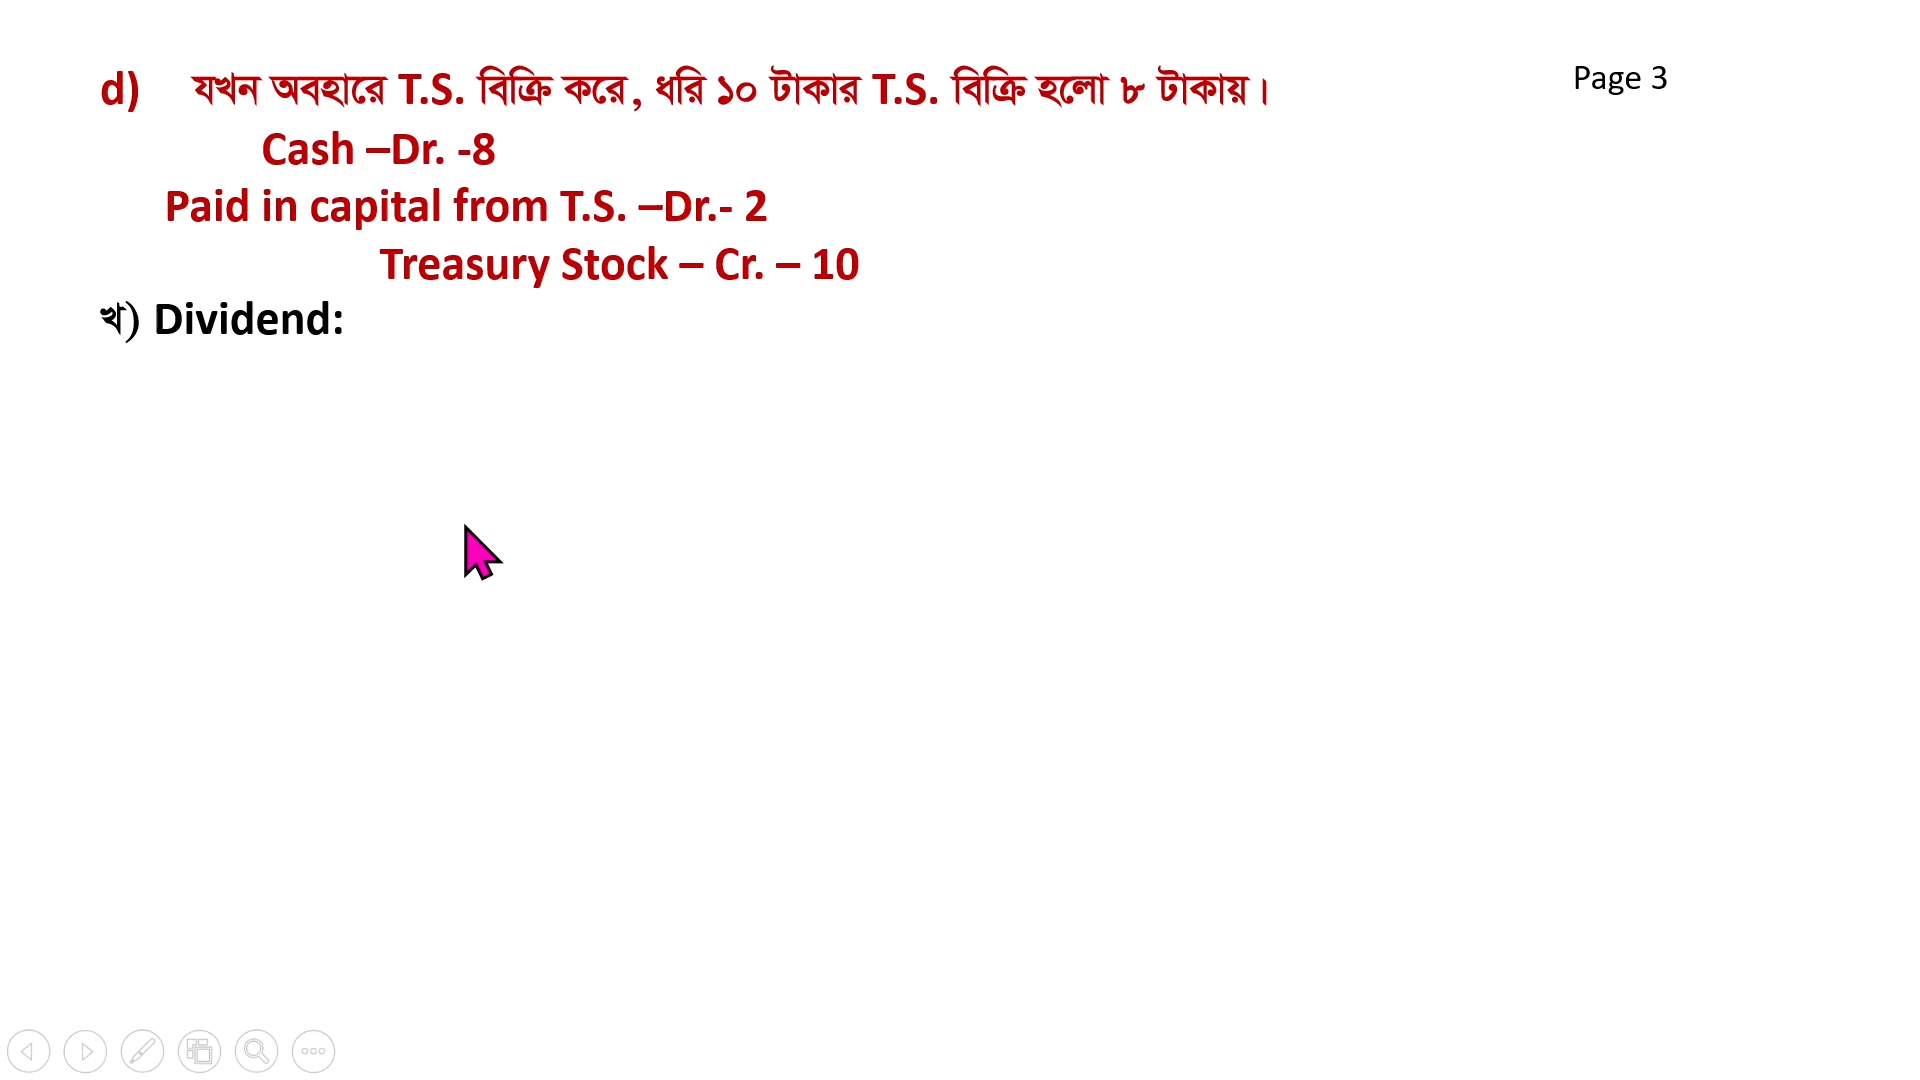 d) যখন অবহারে T.S. বিক্রি করে, ধরি ১০ টাকার T.S. বিক্রি হলো ৮ টাকায়।
Page 3
Cash –Dr. -8
Paid in capital from T.S. –Dr.- 2
Treasury Stock – Cr. – 10
খ) Dividend: